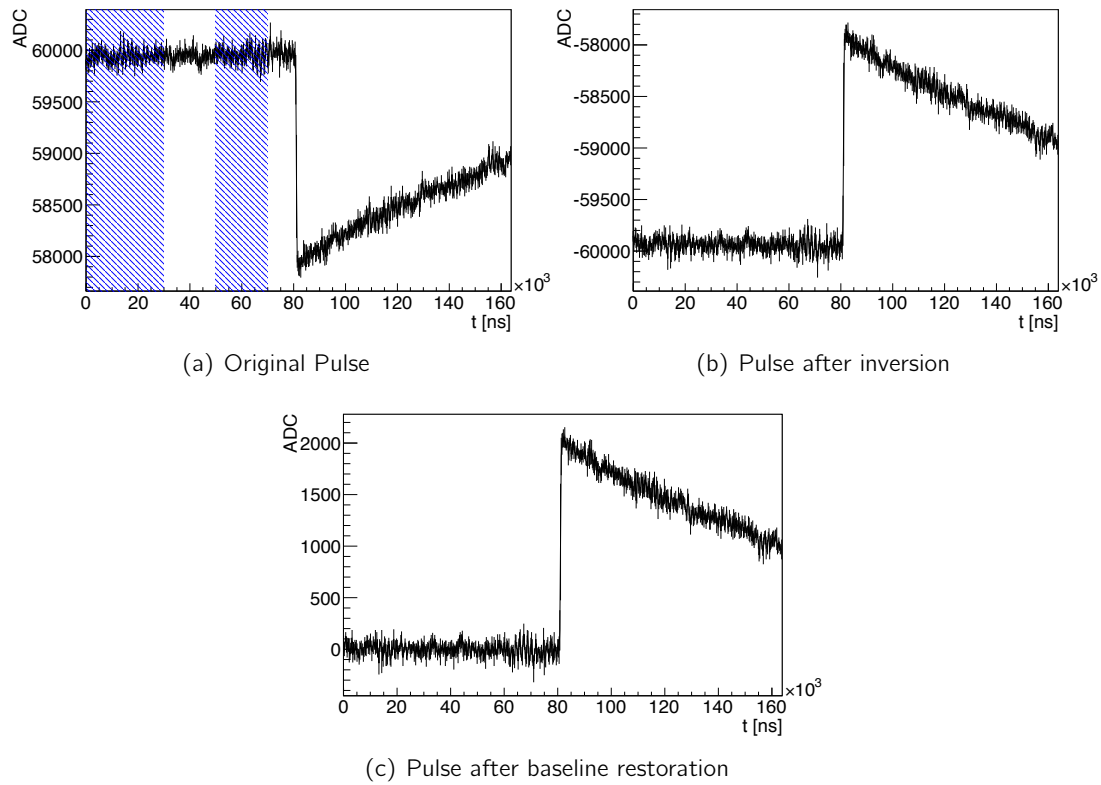 ADC
60000
59500
59000
58500
58000
0 20 40 60 80 100 120 140 160
×10³
t [ns]
(a) Original Pulse
ADC
-58000
-58500
-59000
-59500
-60000
0 20 40 60 80 100 120 140 160
×10³
t [ns]
(b) Pulse after inversion
ADC
2000
1500
1000
500
0
0 20 40 60 80 100 120 140 160
×10³
t [ns]
(c) Pulse after baseline restoration